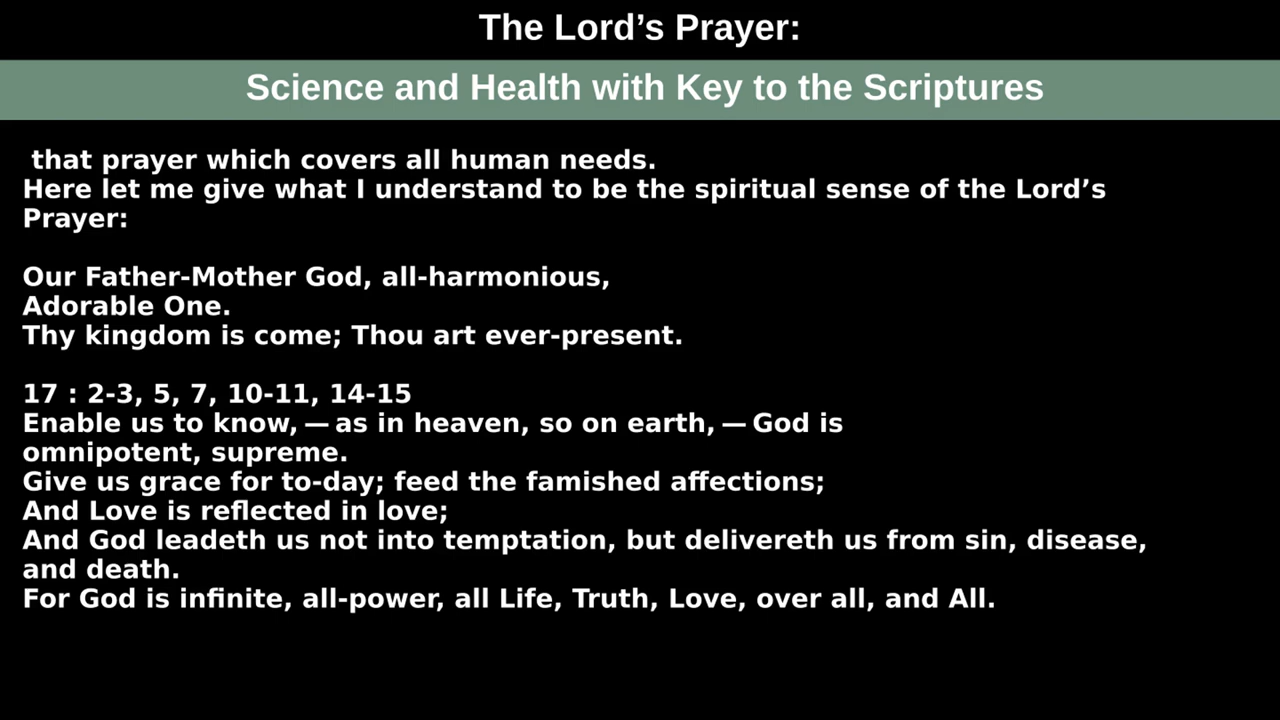 The Lord’s Prayer:
Science and Health with Key to the Scriptures
that prayer which covers all human needs.
Here let me give what I understand to be the spiritual sense of the Lord’s
Prayer:
Our Father-Mother God, all-harmonious,
Adorable One.
Thy kingdom is come; Thou art ever-present.
17 : 2-3, 5, 7, 10-11, 14-15
Enable us to know, — as in heaven, so on earth, — God is
omnipotent, supreme.
Give us grace for to-day; feed the famished affections;
And Love is reflected in love;
And God leadeth us not into temptation, but delivereth us from sin, disease,
and death.
For God is infinite, all-power, all Life, Truth, Love, over all, and All.